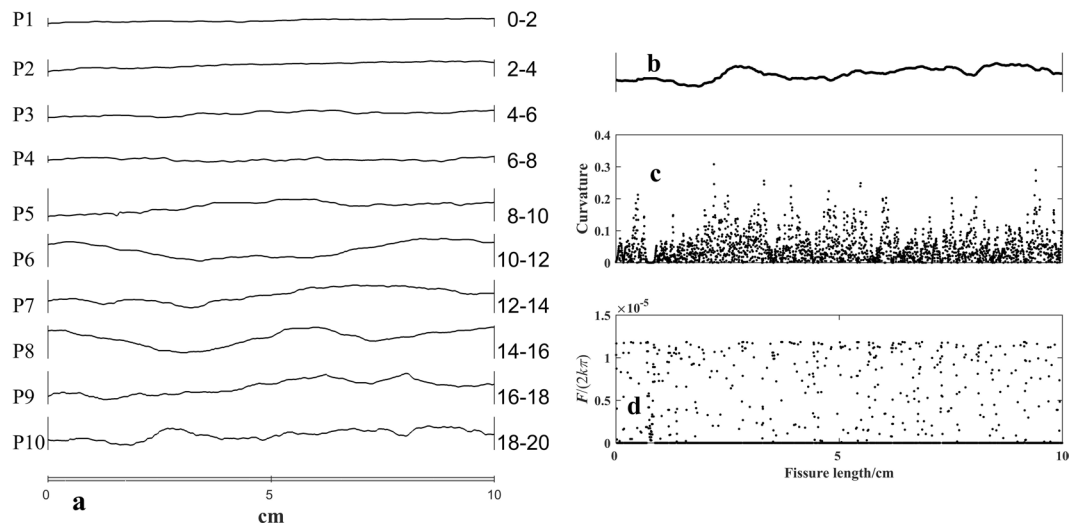 P1 0-2
P2 2-4
P3 4-6
P4 6-8
P5 8-10
P6 10-12
P7 12-14
P8 14-16
P9 16-18
P10 18-20
0 5 10
a cm
b
0.4
0.3
c
0.2
0.1
0
Curvature
×10^-5
1.5
1
0.5
d
0
F/(2kπ)
0 5 10
Fissure length/cm